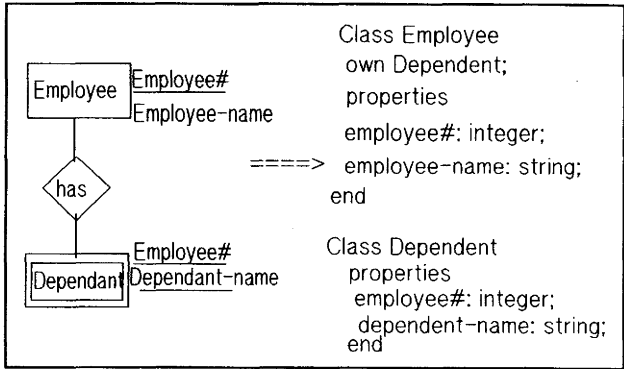 Employee
Employee#
Employee-name
has
Dependant
Employee#
Dependant-name
====>
Class Employee
own Dependent;
properties
employee#: integer;
employee-name: string;
end
Class Dependent
properties
employee#: integer;
dependent-name: string;
end